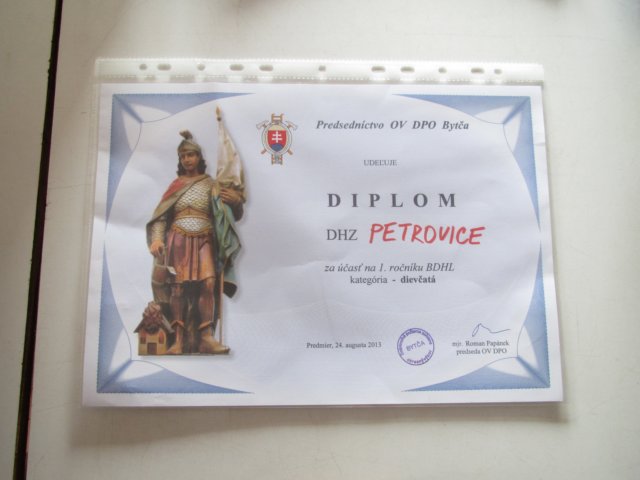 Predsedníctvo OV DPO Bytča
UDEĽUJE
DIPLOM
DHZ PETROVICE
za účasť na 1. ročníku BDHL
kategória - dievčatá
Predmier, 24. augusta 2013
BYTČA
mjr. Roman Papánek
predseda OV DPO